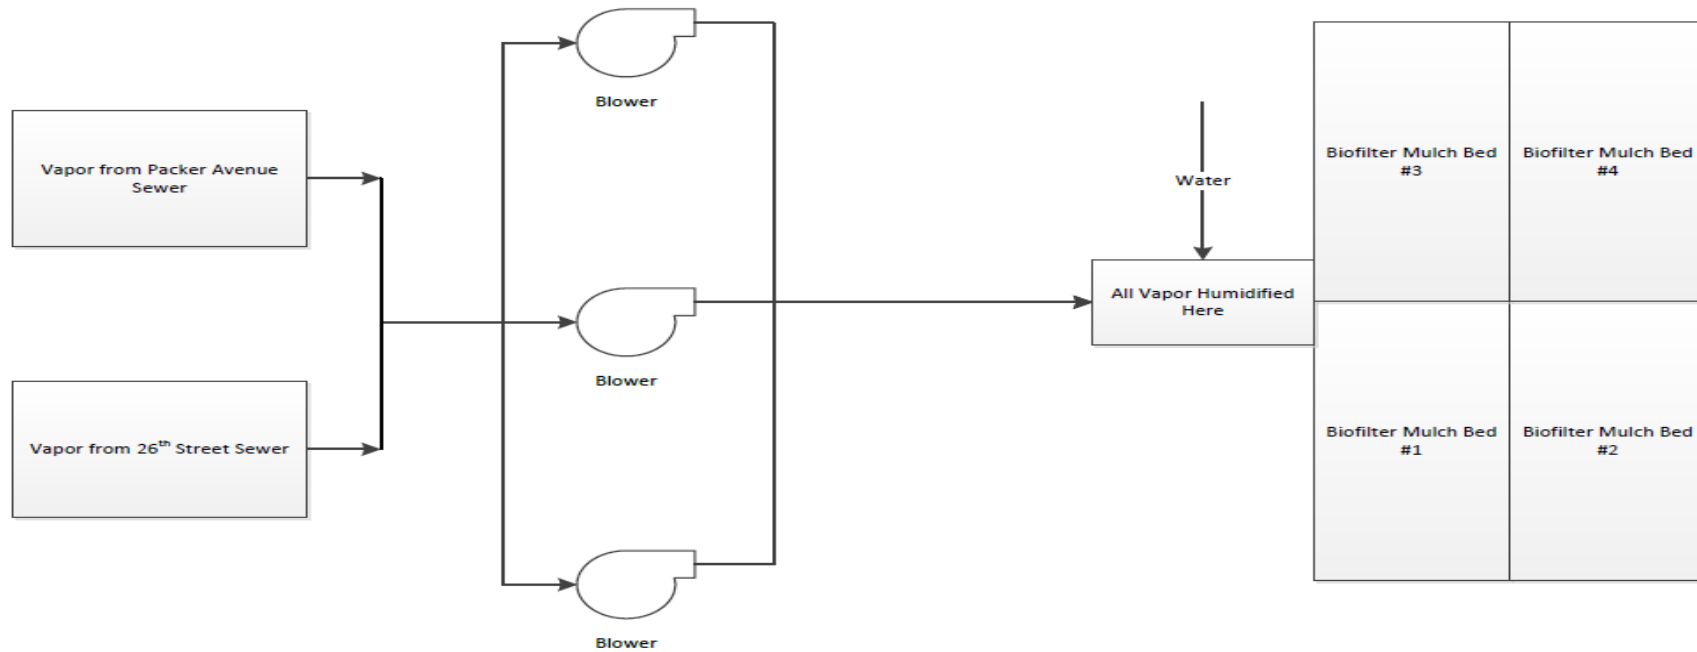 Blower
Vapor from Packer Avenue
Sewer
Biofilter Mulch Bed
#3
Biofilter Mulch Bed
#4
Water
All Vapor Humidified
Here
Blower
Vapor from 26th Street Sewer
Biofilter Mulch Bed
#1
Biofilter Mulch Bed
#2
Blower